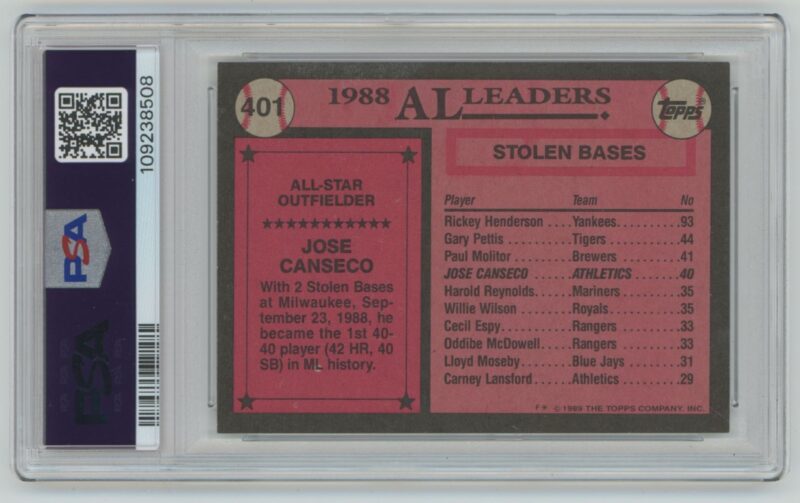 109238508
PSA
PSA
401
1988 AL LEADERS
Topps
ALL-STAR
OUTFIELDER
JOSE
CANSECO
With 2 Stolen Bases
at Milwaukee, Sep-
tember 23, 1988, he
became the 1st 40-
40 player (42 HR, 40
SB) in ML history.
STOLEN BASES
Player Team No
Rickey Henderson .... Yankees. 93
Gary Pettis .......... Tigers 44
Paul Molitor ......... Brewers 41
JOSE CANSECO ...... ATHLETICS 40
Harold Reynolds...... Mariners 35
Willie Wilson ........ Royals 35
Cecil Espy........... Rangers 33
Oddibe McDowell..... Rangers 33
Lloyd Moseby........ Blue Jays 31
Carney Lansford ..... Athletics 29
F* © 1989 THE TOPPS COMPANY, INC.